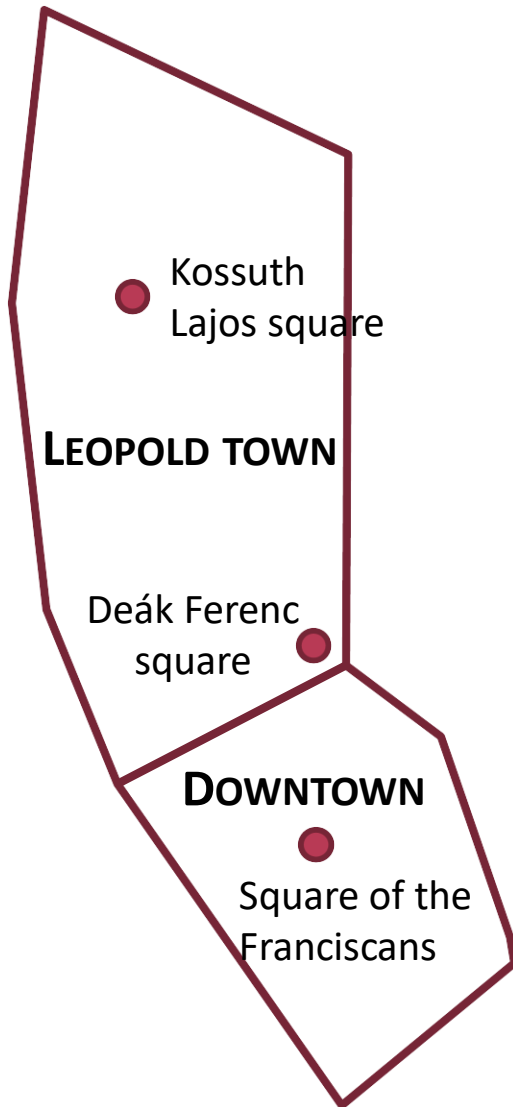 Kossuth
Lajos square
LEOPOLD TOWN
Deák Ferenc
square
DOWNTOWN
Square of the
Franciscans